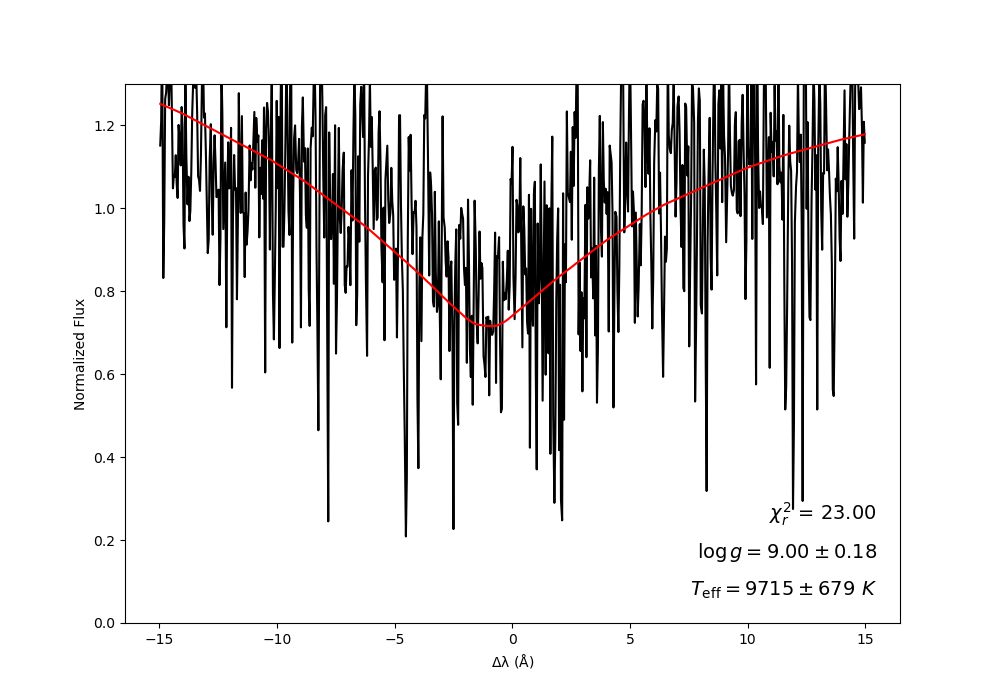 1.2
1.0
0.8
0.6
0.4
0.2
0.0
Normalized Flux
−15
−10
−5
0
5
10
15
Δλ (Å)
χ²ᵣ = 23.00
log g = 9.00 ± 0.18
T_eff = 9715 ± 679 K